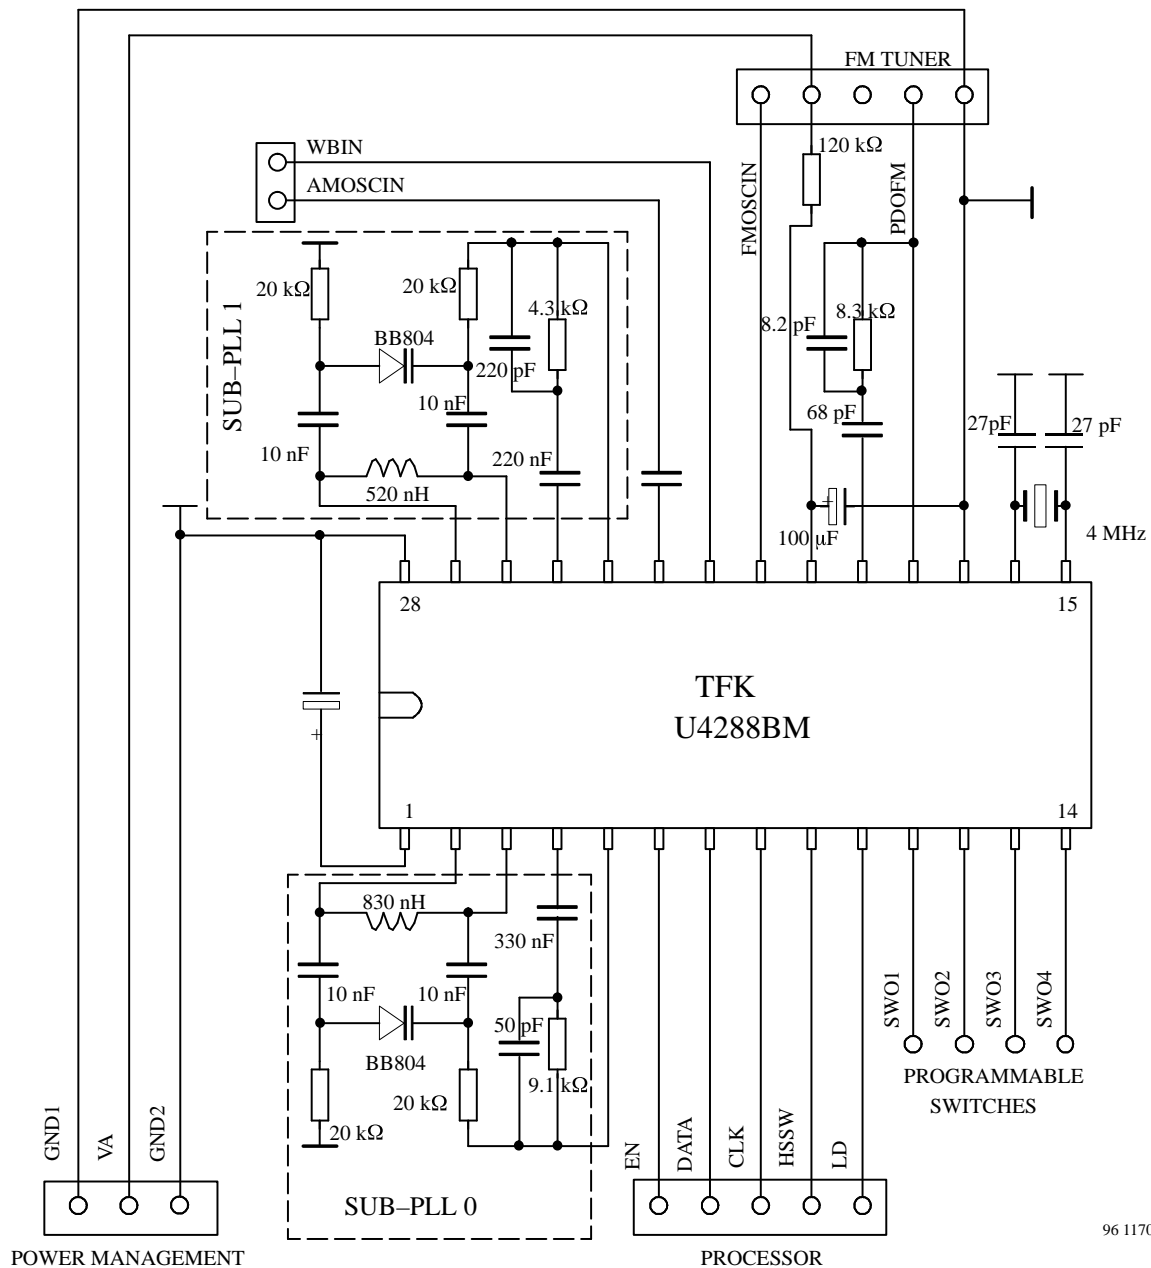 FM TUNER
120 kΩ
WBIN
AMOSCIN
FMOSCIN
PDOFM
SUB–PLL 1
20 kΩ
20 kΩ
4.3 kΩ
8.2 pF
8.3 kΩ
BB804
220 pF
10 nF
68 pF
27pF
27 pF
10 nF
220 nF
520 nH
+
100 μF
4 MHz
28
15
TFK
U4288BM
+
1
14
830 nH
330 nF
10 nF
10 nF
50 pF
BB804
9.1 kΩ
20 kΩ
20 kΩ
SUB–PLL 0
SWO1
SWO2
SWO3
SWO4
PROGRAMMABLE
SWITCHES
GND1
VA
GND2
EN
DATA
CLK
HSSW
LD
POWER MANAGEMENT
PROCESSOR
96 1170